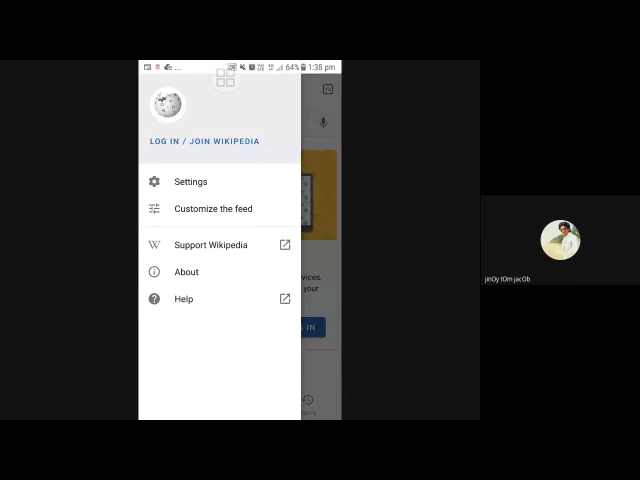 ... 64% 1:38 pm
LOG IN / JOIN WIKIPEDIA
Settings
Customize the feed
Support Wikipedia
About
Help
vices.
your
IN
jin0y t0m jac0b